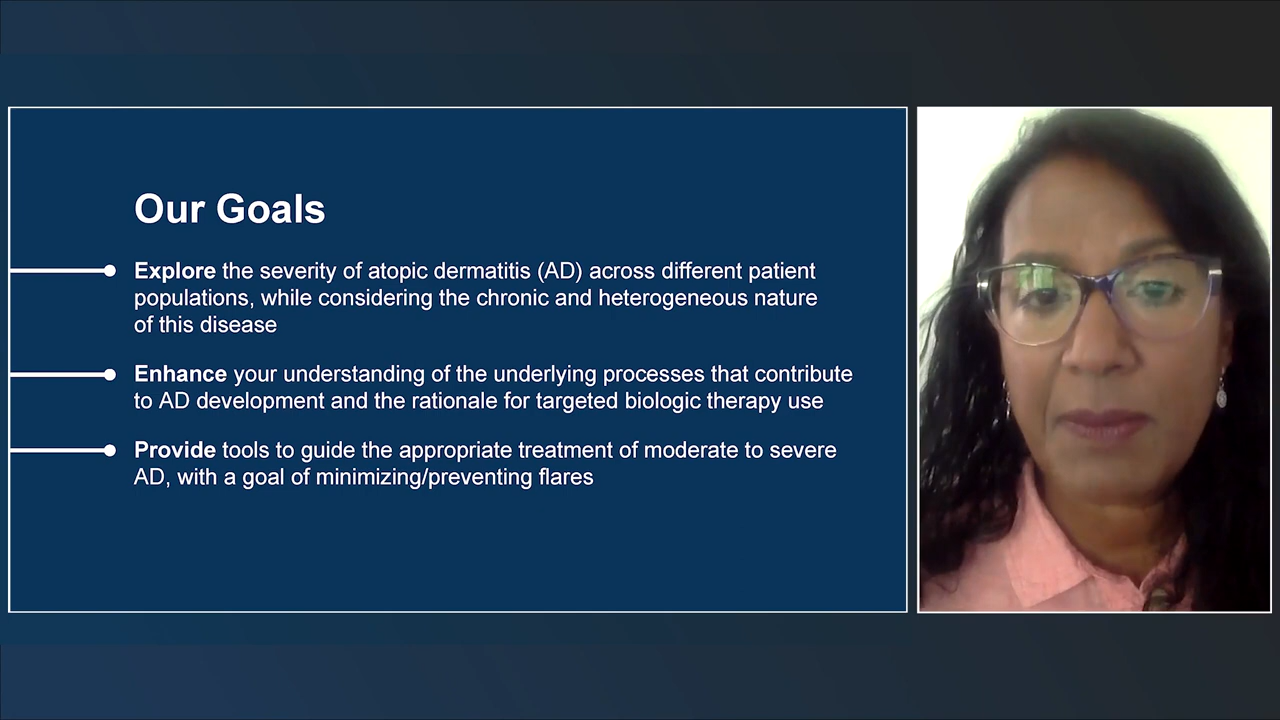 Our Goals
Explore the severity of atopic dermatitis (AD) across different patient
populations, while considering the chronic and heterogeneous nature
of this disease
Enhance your understanding of the underlying processes that contribute
to AD development and the rationale for targeted biologic therapy use
Provide tools to guide the appropriate treatment of moderate to severe
AD, with a goal of minimizing/preventing flares